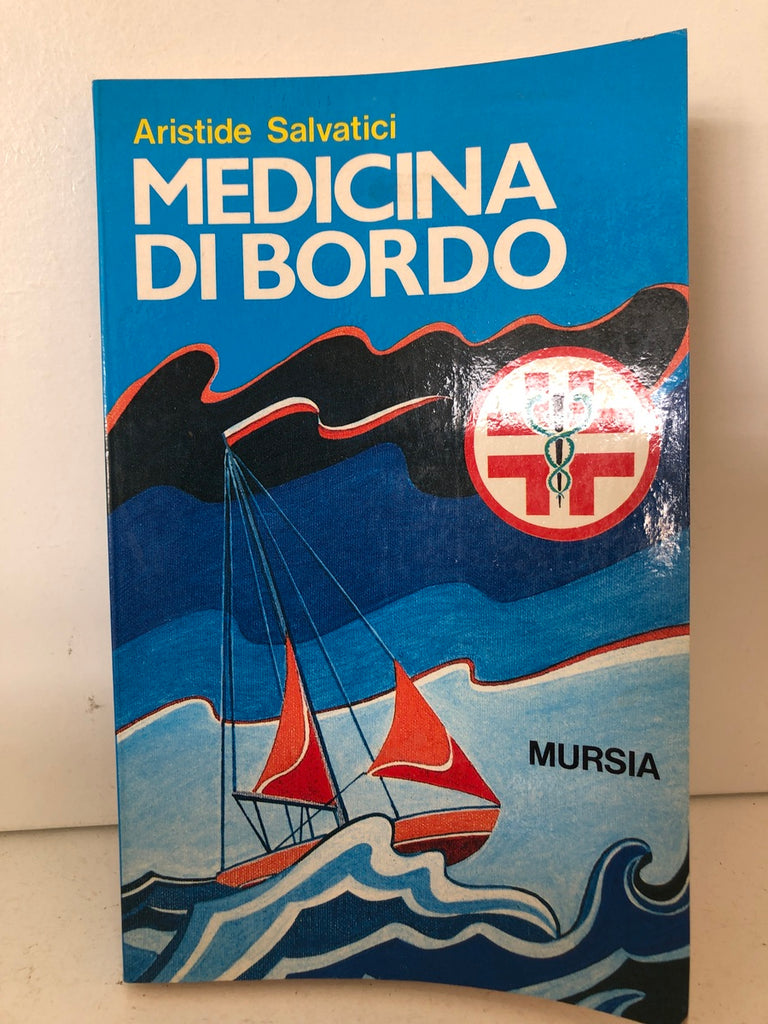 Aristide Salvatici
MEDICINA
DI BORDO
MURSIA